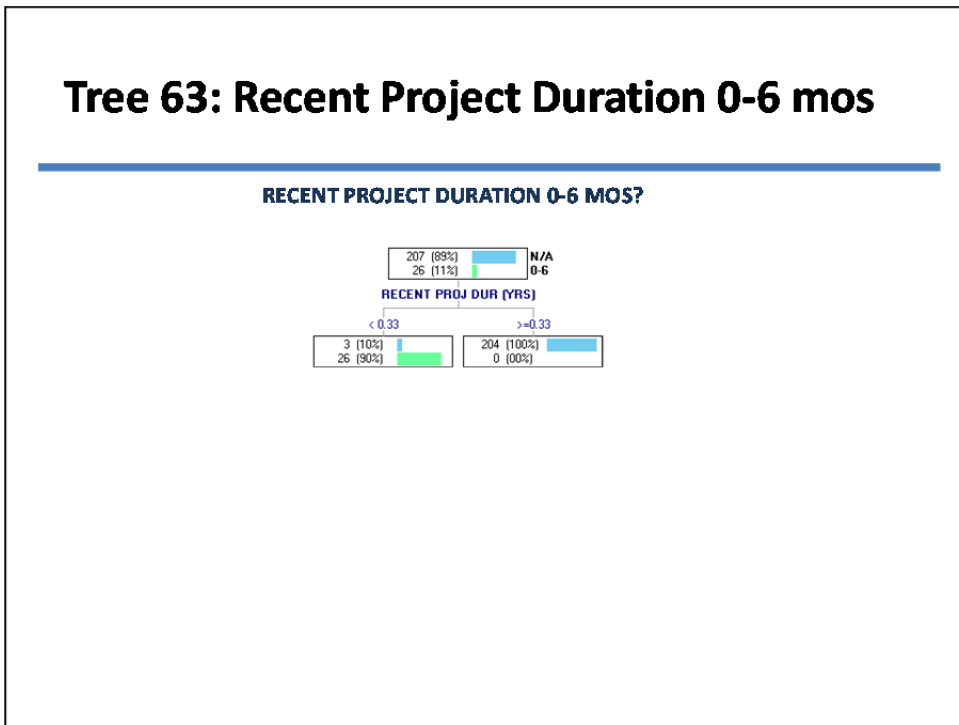 Tree 63: Recent Project Duration 0-6 mos
RECENT PROJECT DURATION 0-6 MOS?
207 (89%) N/A
26 (11%) 0-6
RECENT PROJ DUR (YRS)
< 0.33 >=0.33
3 (10%) 204 (100%)
26 (90%) 0 (00%)